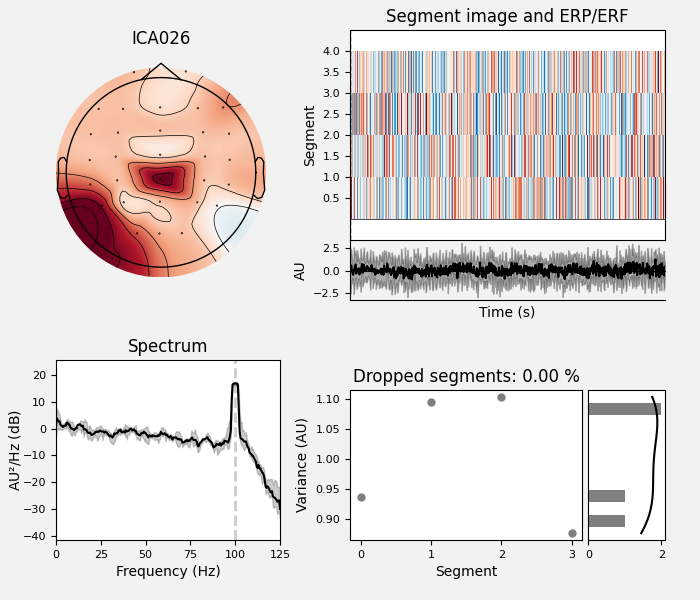 ICA026
Segment image and ERP/ERF
Segment
4.0
3.5
3.0
2.5
2.0
1.5
1.0
0.5
AU
2.5
0.0
−2.5
Time (s)
Spectrum
AU²/Hz (dB)
20
10
0
−10
−20
−30
−40
0 25 50 75 100 125
Frequency (Hz)
Dropped segments: 0.00 %
Variance (AU)
1.10
1.05
1.00
0.95
0.90
0 1 2 3
Segment
0 2